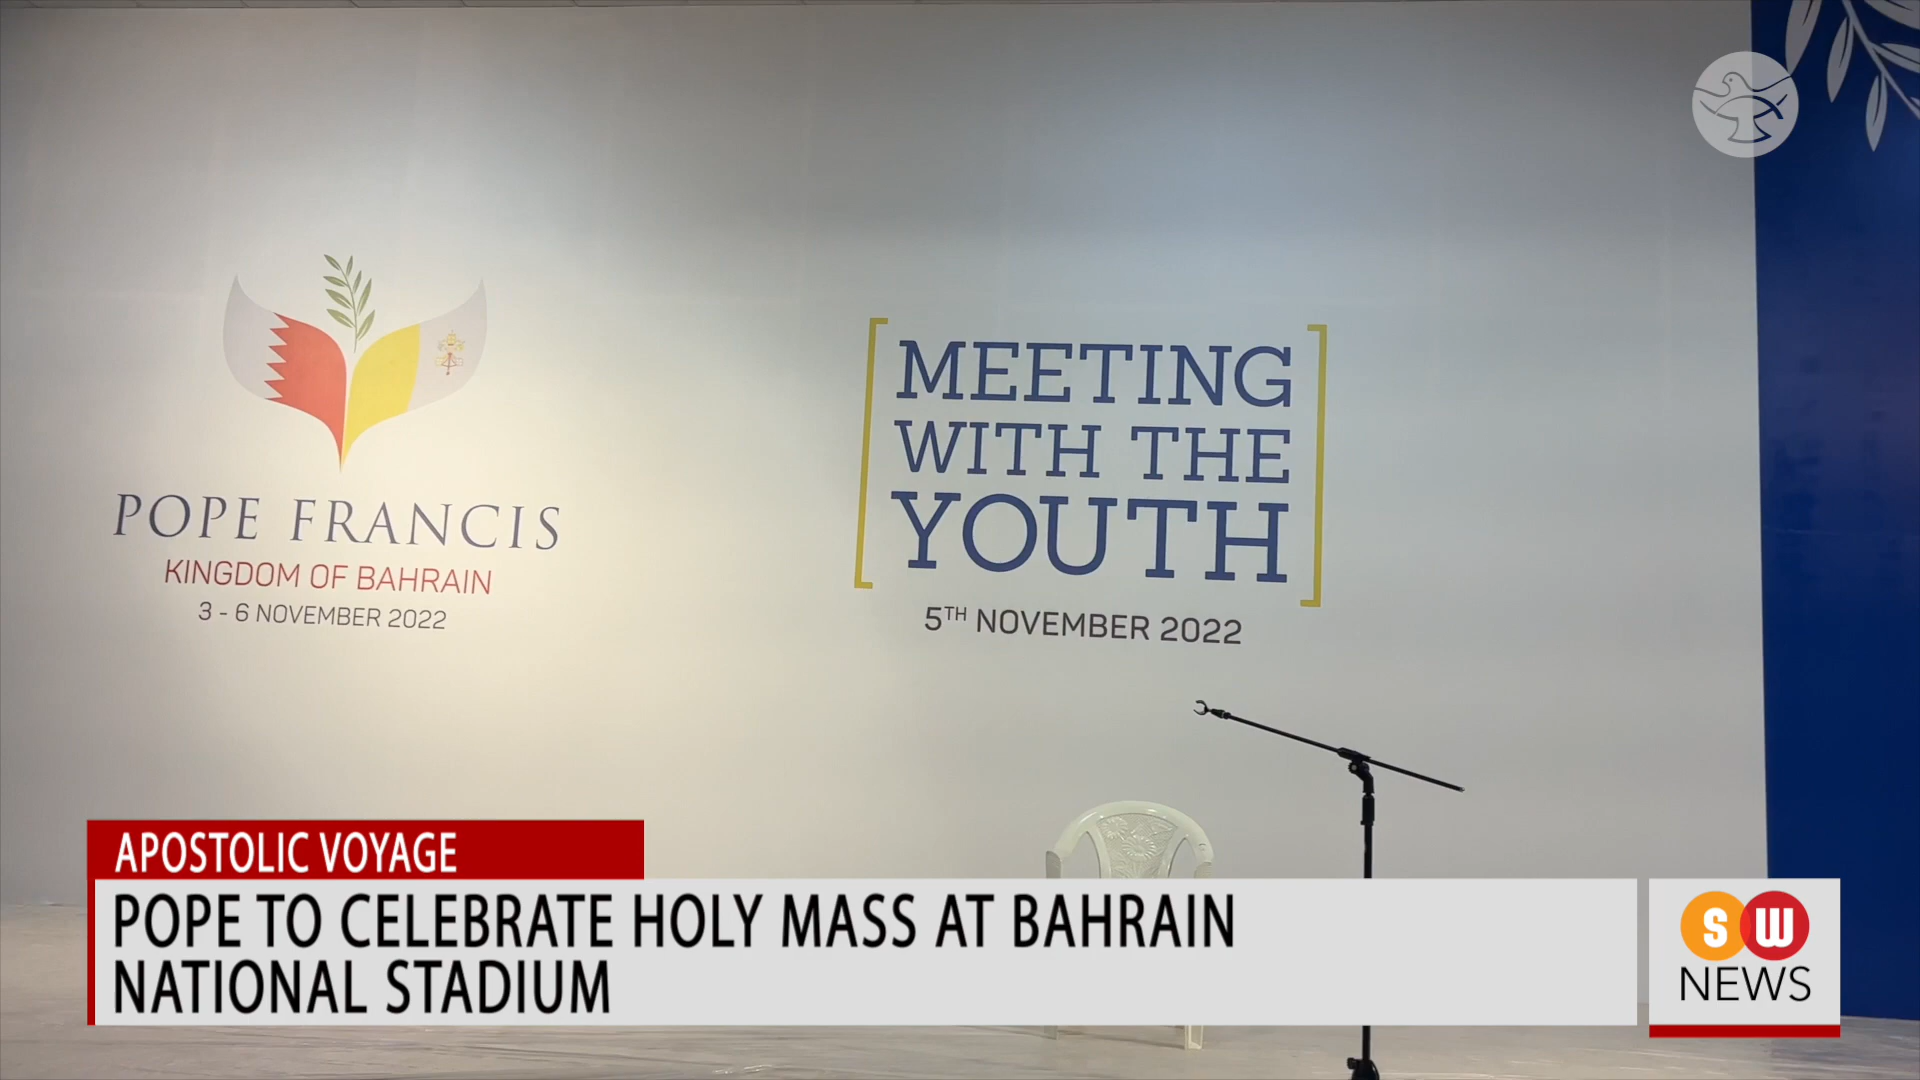 POPE FRANCIS
KINGDOM OF BAHRAIN
3 - 6 NOVEMBER 2022
MEETING
WITH THE
YOUTH
5TH NOVEMBER 2022
APOSTOLIC VOYAGE
POPE TO CELEBRATE HOLY MASS AT BAHRAIN
NATIONAL STADIUM
SW
NEWS